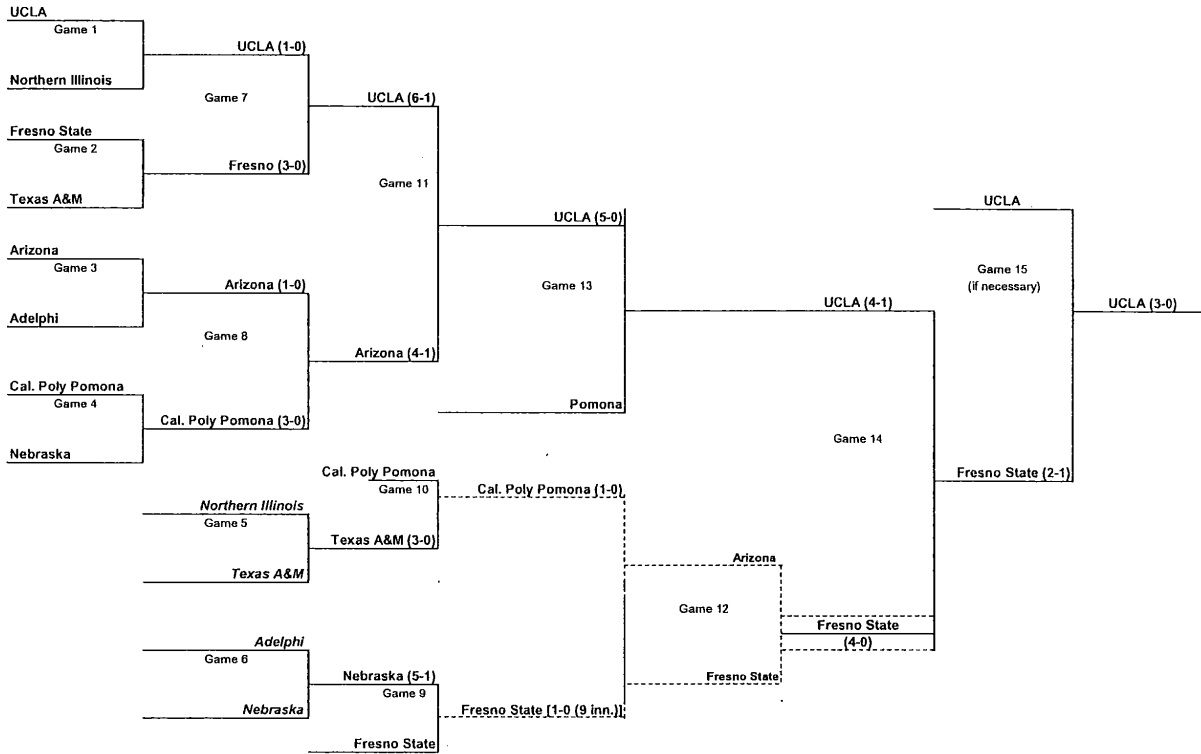 UCLA
Game 1
UCLA (1-0)
Northern Illinois
Game 7
UCLA (6-1)
Fresno State
Game 2
Fresno (3-0)
Texas A&M
Game 11
UCLA
UCLA (5-0)
Arizona
Game 3
Arizona (1-0)
Adelphi
Game 8
Game 13
Game 15
(if necessary)
UCLA (4-1)
UCLA (3-0)
Arizona (4-1)
Cal. Poly Pomona
Game 4
Cal. Poly Pomona (3-0)
Pomona
Nebraska
Game 14
Cal. Poly Pomona
Fresno State (2-1)
Game 10
Cal. Poly Pomona (1-0)
Northern Illinois
Game 5
Texas A&M (3-0)
Texas A&M
Arizona
Game 12
Fresno State
(4-0)
Adelphi
Game 6
Nebraska (5-1)
Fresno State
Game 9
Nebraska
Fresno State [1-0 (9 inn.)]
Fresno State